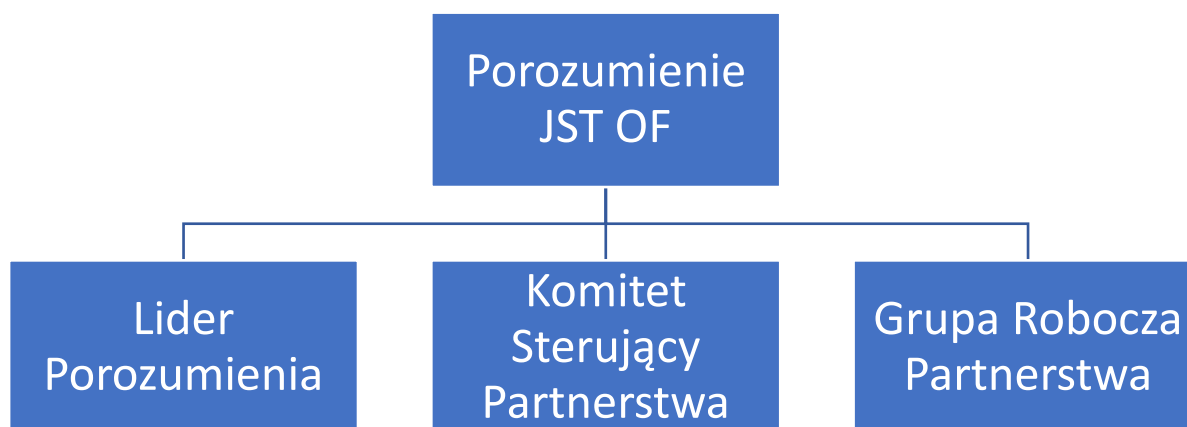 Porozumienie
JST OF
Lider
Porozumienia
Komitet
Sterujący
Partnerstwa
Grupa Robocza
Partnerstwa